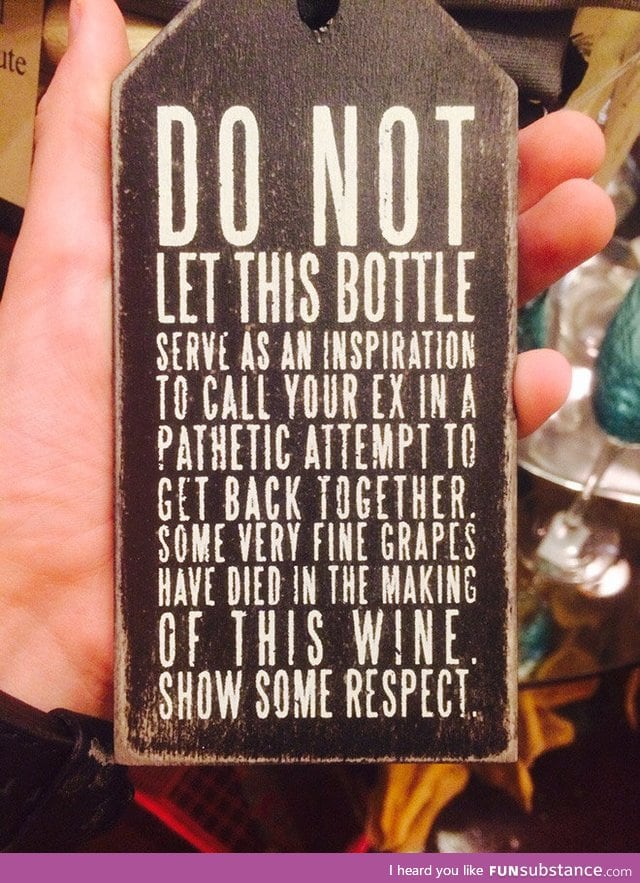 ute
DO NOT
LET THIS BOTTLE
SERVE AS AN INSPIRATION
TO CALL YOUR EX IN A
PATHETIC ATTEMPT TO
GET BACK TOGETHER.
SOME VERY FINE GRAPES
HAVE DIED IN THE MAKING
OF THIS WINE.
SHOW SOME RESPECT.
I heard you like FUNsubstance.com